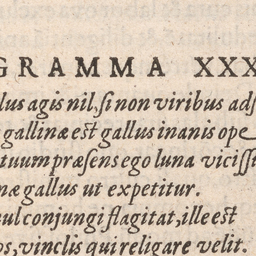 GRAMMA XXX
lus agis nil, si non viribus ads
gallinæ est gallus inanis ope
tuum præsens ego luna vicissi
næ gallus ut expetitur.
ul conjungi flagitat, ille est
os, vinclis qui religare velit.